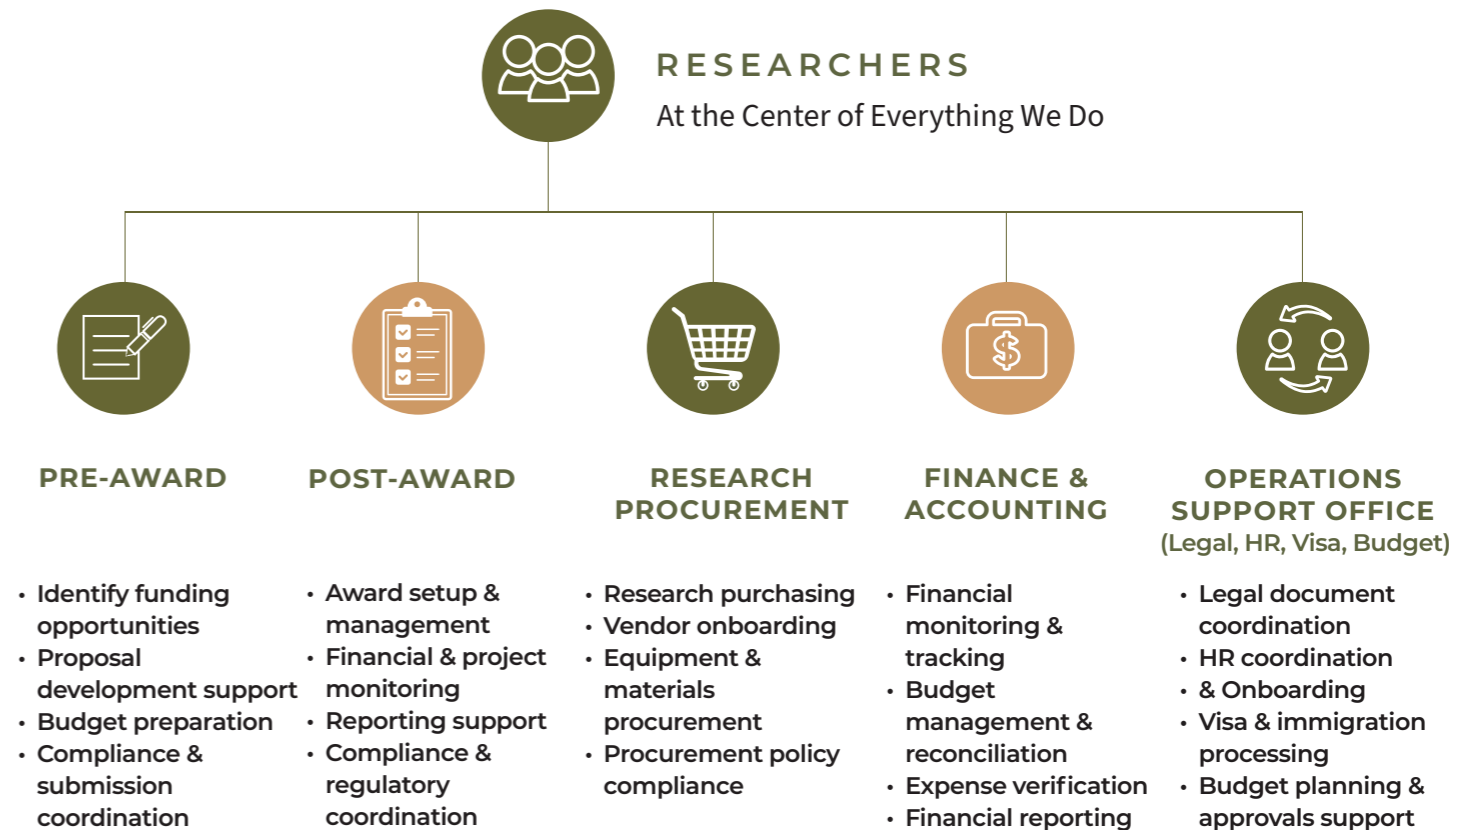 RESEARCHERS
At the Center of Everything We Do
PRE-AWARD
• Identify funding
opportunities
• Proposal
development support
• Budget preparation
• Compliance &
submission
coordination
POST-AWARD
• Award setup &
management
• Financial & project
monitoring
• Reporting support
• Compliance &
regulatory
coordination
RESEARCH
PROCUREMENT
• Research purchasing
• Vendor onboarding
• Equipment &
materials
procurement
• Procurement policy
compliance
FINANCE &
ACCOUNTING
• Financial
monitoring &
tracking
• Budget
management &
reconciliation
• Expense verification
• Financial reporting
OPERATIONS
SUPPORT OFFICE
(Legal, HR, Visa, Budget)
• Legal document
coordination
• HR coordination
• & Onboarding
• Visa & immigration
processing
• Budget planning &
approvals support